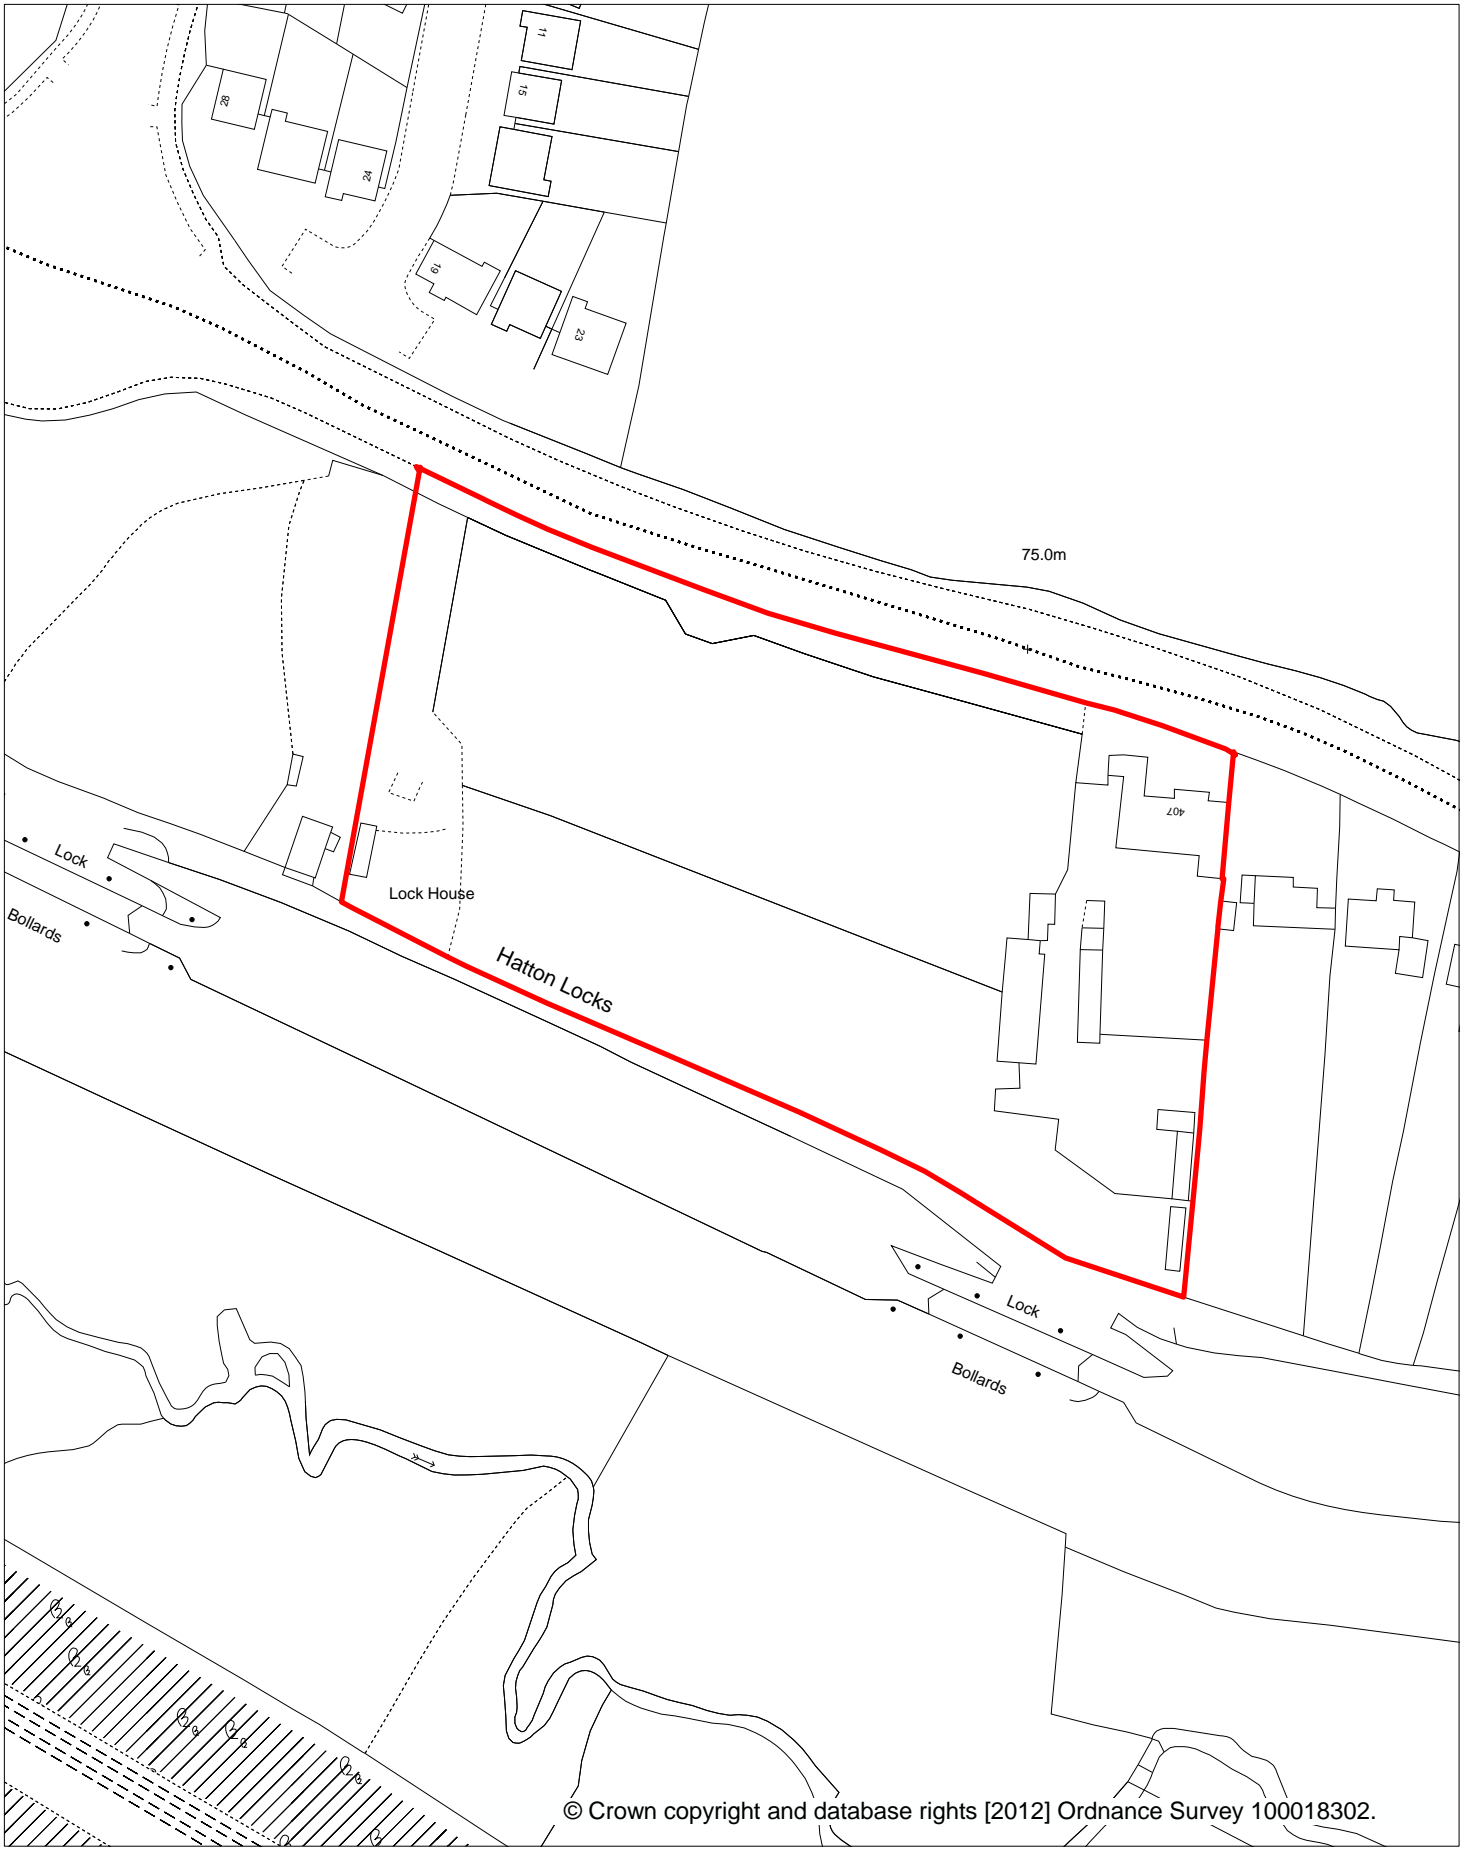 11
28
15
24
19
23
75.0m
407
Lock
Lock House
Bollards
Hatton Locks
Lock
Bollards
© Crown copyright and database rights [2012] Ordnance Survey 100018302.